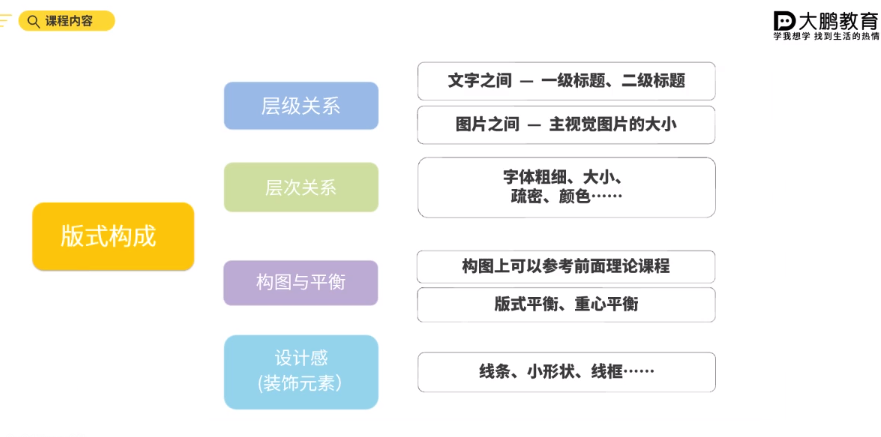 课程内容
大鹏教育
学我想学 找到生活的热情
版式构成
层级关系
文字之间 — 一级标题、二级标题
图片之间 — 主视觉图片的大小
层次关系
字体粗细、大小、
疏密、颜色……
构图与平衡
构图上可以参考前面理论课程
版式平衡、重心平衡
设计感
(装饰元素）
线条、小形状、线框……